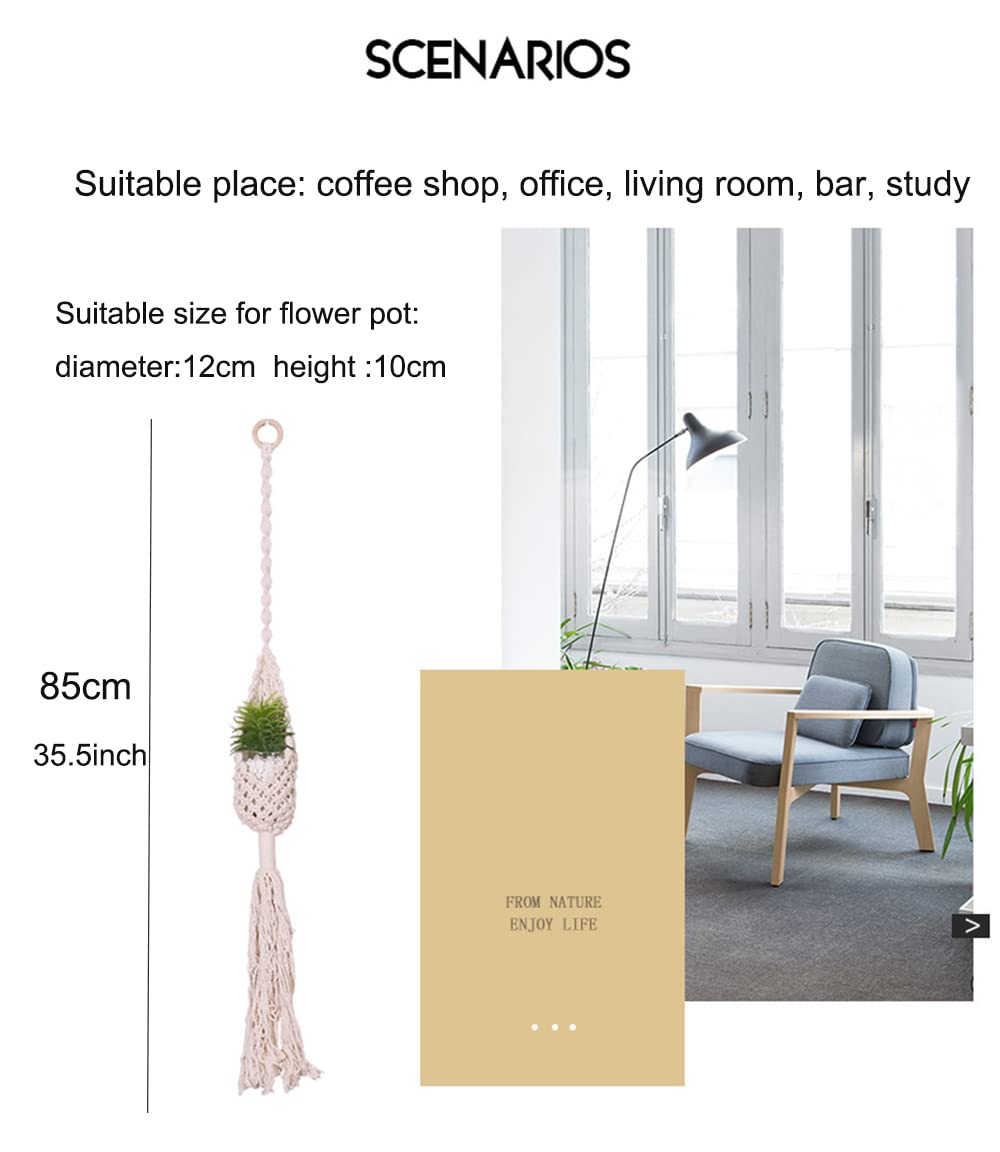 SCENARIOS
Suitable place: coffee shop, office, living room, bar, study
Suitable size for flower pot:
diameter:12cm  height :10cm
85cm
35.5inch
FROM NATURE
ENJOY LIFE
>